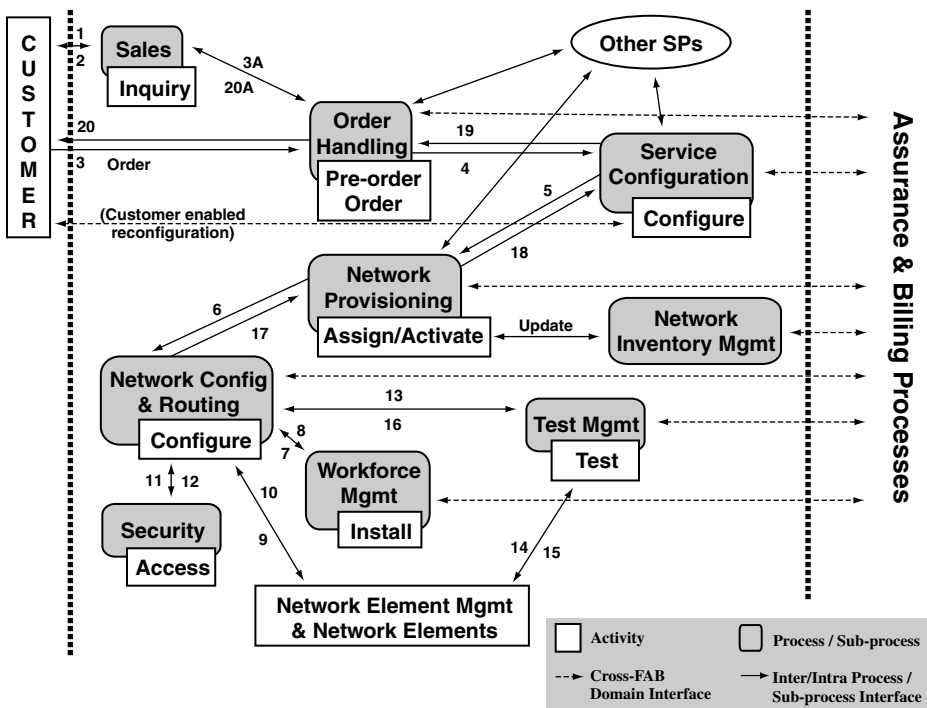 CUSTOMER
1
2
Sales
Inquiry
3A
20A
Other SPs
20
3
Order
Order
Handling
Pre-order
Order
19
4
Service
Configuration
Configure
(Customer enabled
reconfiguration)
5
18
Network
Provisioning
Assign/Activate
Update
Network
Inventory Mgmt
6
17
Network Config
& Routing
Configure
13
16
Test Mgmt
Test
8
7
Workforce
Mgmt
Install
11
12
Security
Access
10
9
14
15
Network Element Mgmt
& Network Elements
Assurance & Billing Processes
Activity
Process / Sub-process
Cross-FAB
Domain Interface
Inter/Intra Process /
Sub-process Interface